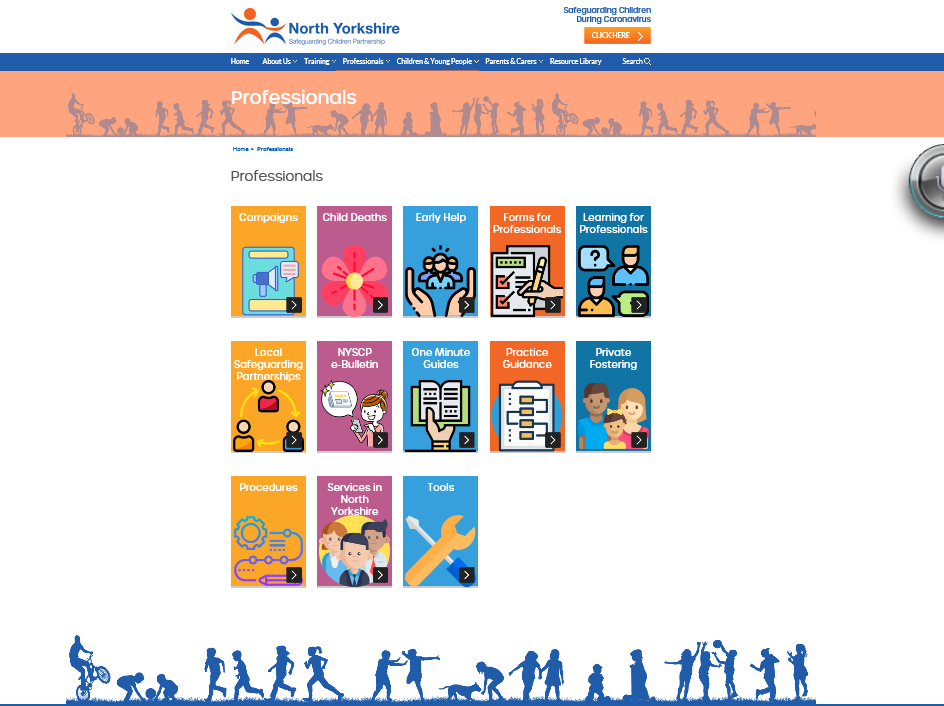 North Yorkshire
Safeguarding Children Partnership
Safeguarding Children
During Coronavirus
CLICK HERE
Home About Us Training Professionals Children & Young People Parents & Carers Resource Library Search
Professionals
Home > Professionals
Professionals
Campaigns
Child Deaths
Early Help
Forms for
Professionals
Learning for
Professionals
?
Local
Safeguarding
Partnerships
NYSCP
e-Bulletin
One Minute
Guides
Practice
Guidance
Private
Fostering
Procedures
Services in
North
Yorkshire
Tools